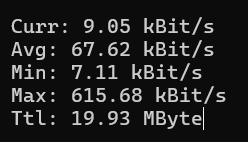 Curr: 9.05 kBit/s
Avg: 67.62 kBit/s
Min: 7.11 kBit/s
Max: 615.68 kBit/s
Ttl: 19.93 MByte